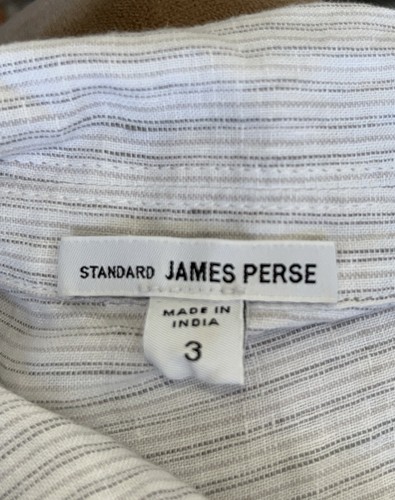 STANDARD JAMES PERSE
MADE IN
INDIA
3